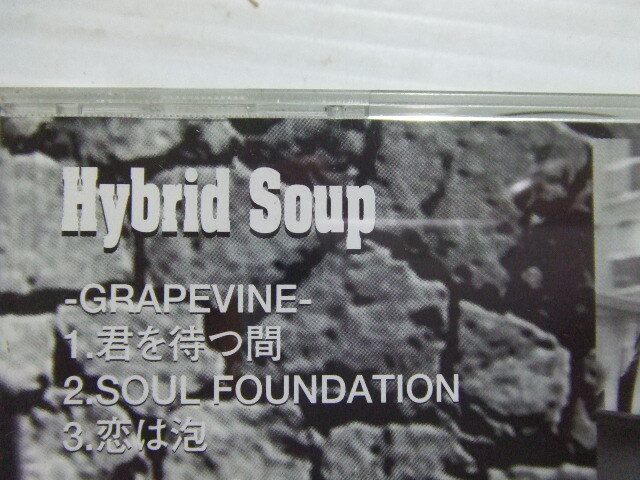 Hybrid Soup
-GRAPEVINE-
1.君を待つ間
2.SOUL FOUNDATION
3.恋は泡